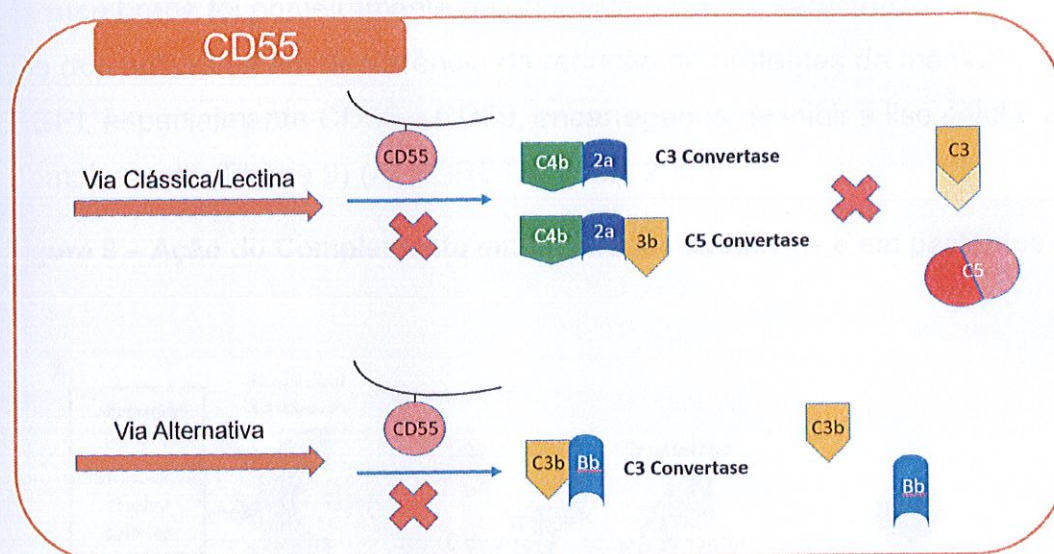 CD55
Via Clássica/Lectina
CD55
C4b 2a C3 Convertase
C4b 2a 3b C5 Convertase
C3
C5
Via Alternativa
CD55
C3b Bb C3 Convertase
C3b
Bb